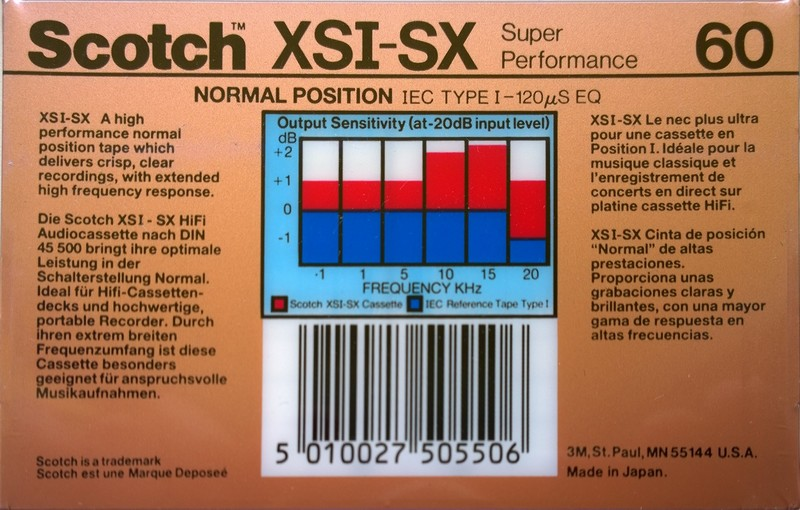 Scotch™ XSI-SX Super
Performance 60
NORMAL POSITION IEC TYPE I-120µS EQ
XSI-SX A high
performance normal
position tape which
delivers crisp, clear
recordings, with extended
high frequency response.
Die Scotch XSI - SX HiFi
Audiocassette nach DIN
45 500 bringt ihre optimale
Leistung in der
Schalterstellung Normal.
Ideal für Hifi-Cassetten-
decks und hochwertige,
portable Recorder. Durch
ihren extrem breiten
Frequenzumfang ist diese
Cassette besonders
geeignet für anspruchsvolle
Musikaufnahmen.
Scotch is a trademark
Scotch est une Marque Deposeé
Output Sensitivity (at-20dB input level)
dB
+2
+1
0
-1
·1 1 5 10 15 20
FREQUENCY KHz
Scotch XSI-SX Cassette IEC Reference Tape Type I
5 010027 505506
XSI-SX Le nec plus ultra
pour une cassette en
Position I. Idéale pour la
musique classique et
l'enregistrement de
concerts en direct sur
platine cassette HiFi.
XSI-SX Cinta de posición
"Normal" de altas
prestaciones.
Proporciona unas
grabaciones claras y
brillantes, con una mayor
gama de respuesta en
altas frecuencias.
3M, St. Paul, MN 55144 U.S.A.
Made in Japan.